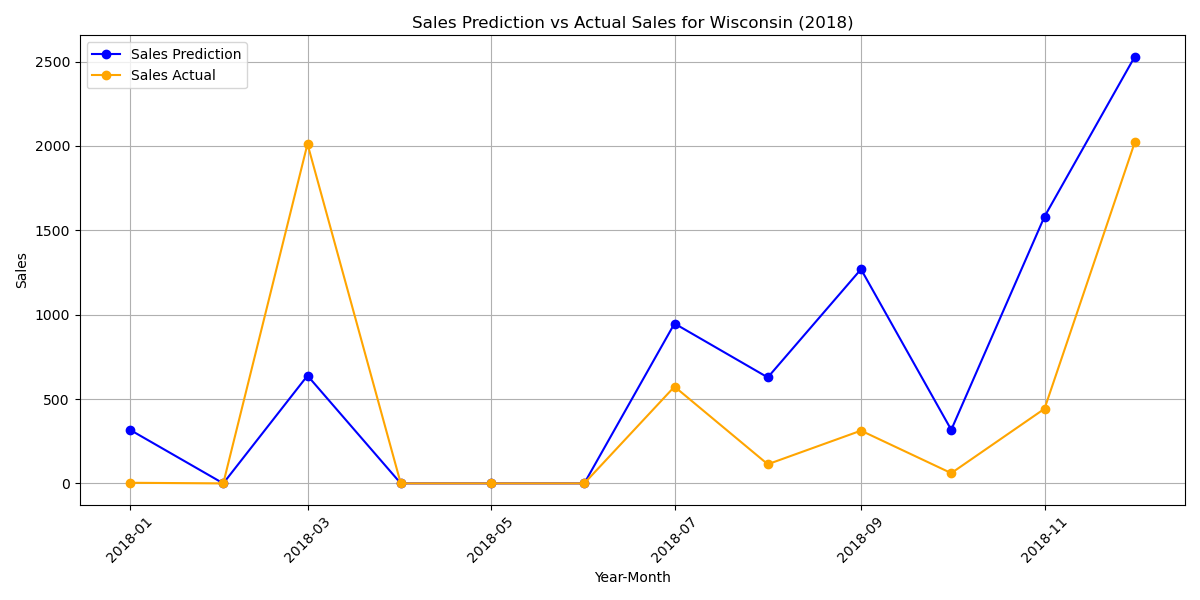 Sales Prediction vs Actual Sales for Wisconsin (2018)
Sales Prediction
Sales Actual
Sales
2500
2000
1500
1000
500
0
2018-01
2018-03
2018-05
2018-07
2018-09
2018-11
Year-Month